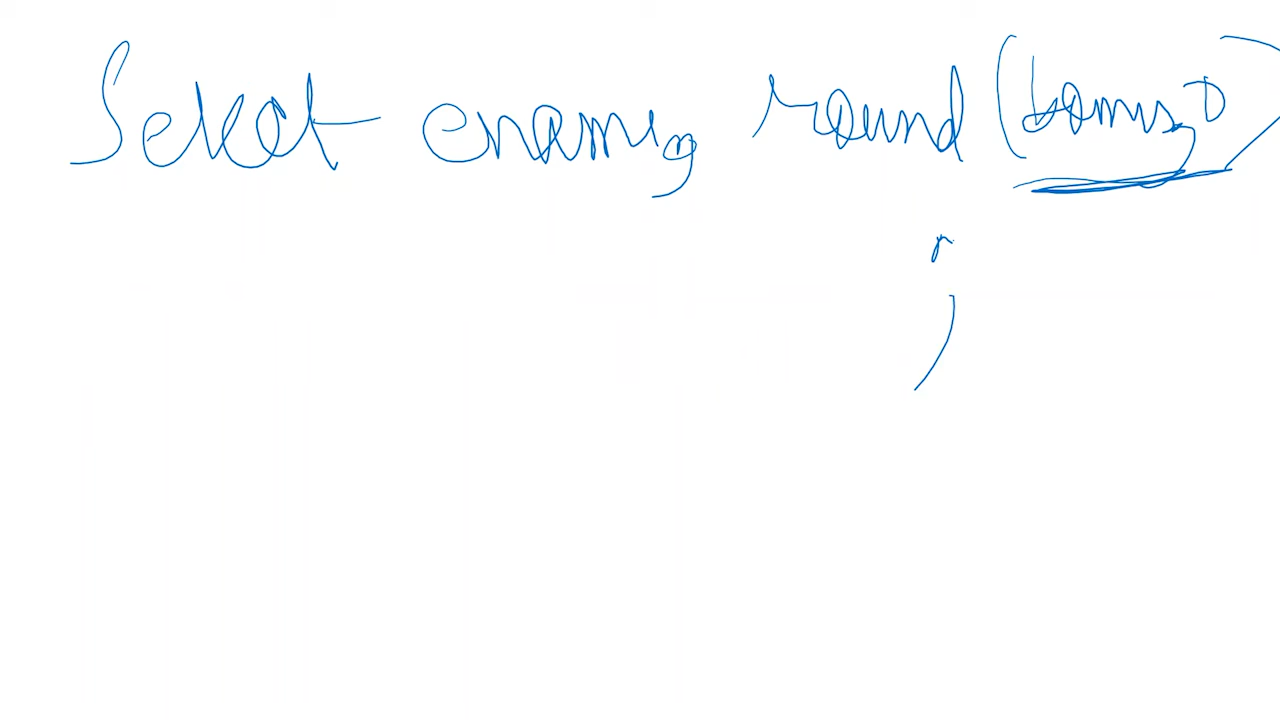 Select ename, round (bonus, 0)
,